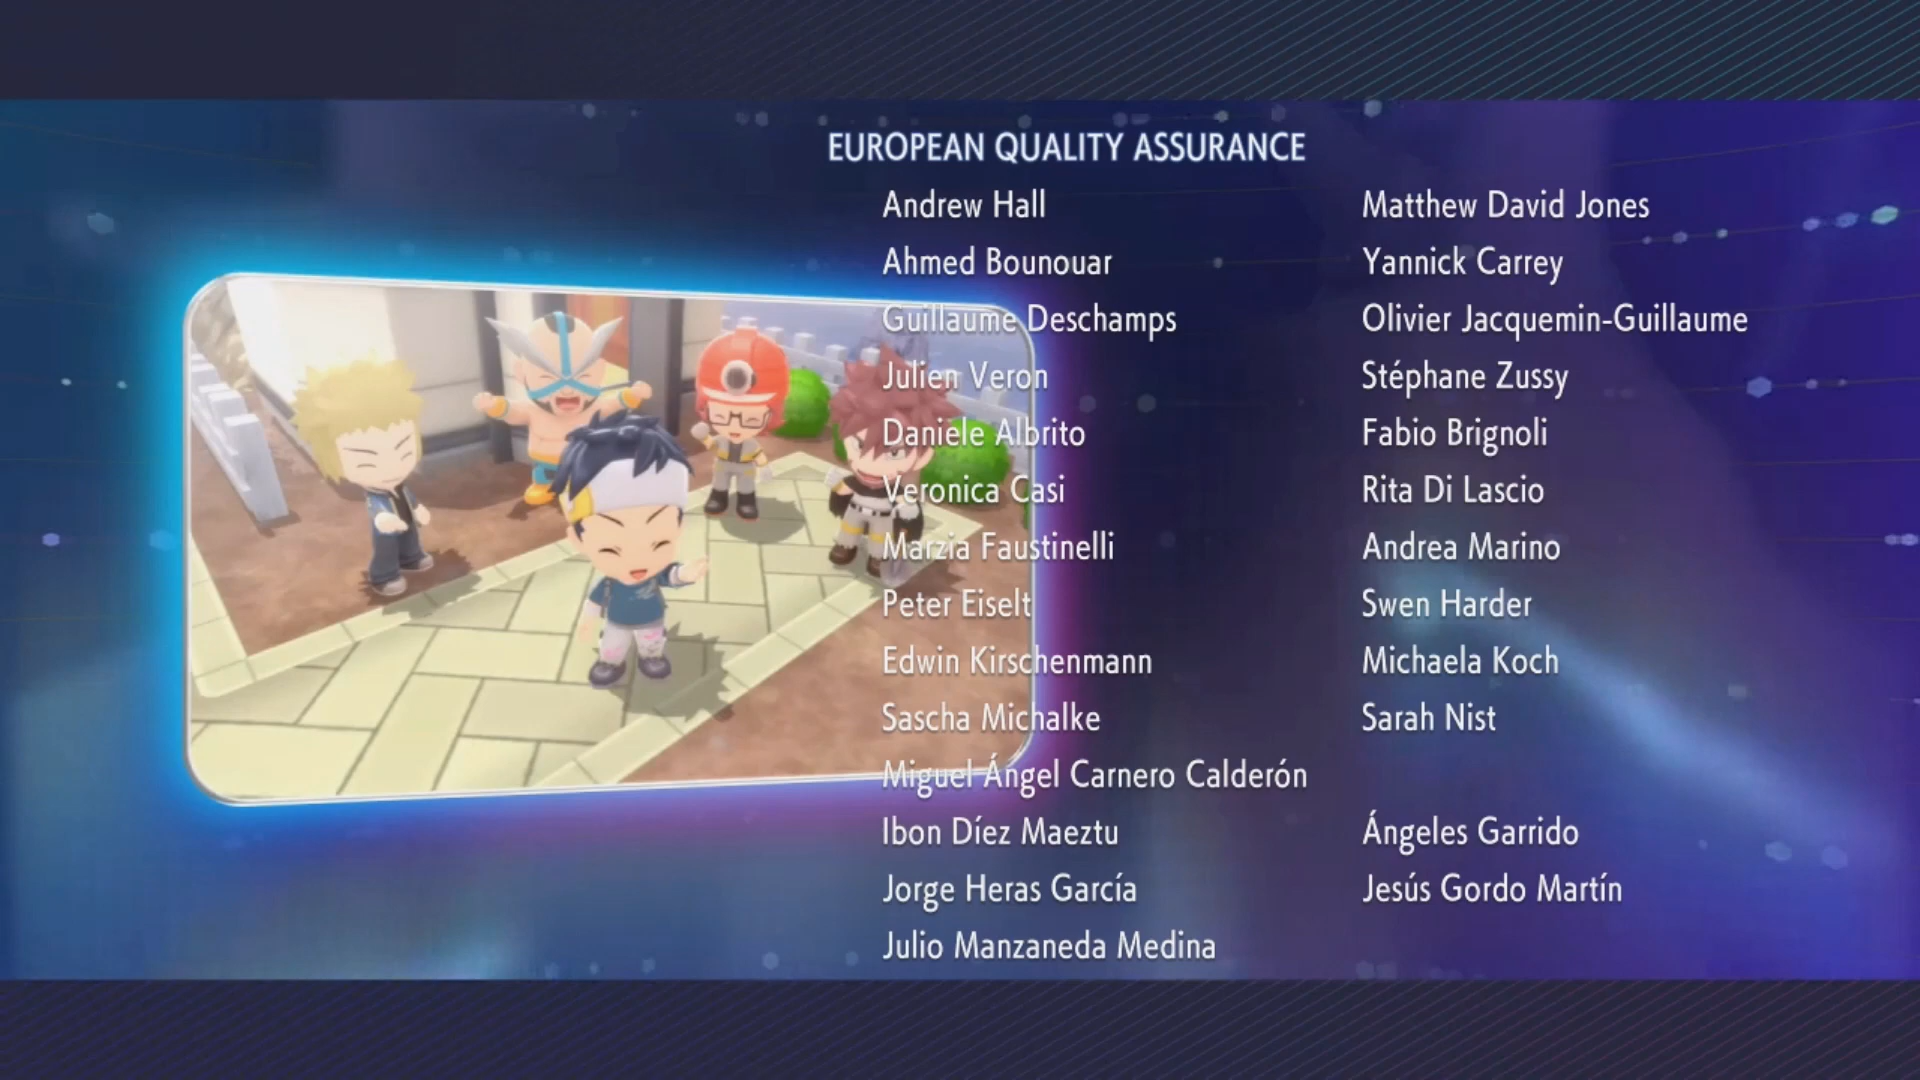 EUROPEAN QUALITY ASSURANCE
Andrew Hall Matthew David Jones
Ahmed Bounouar Yannick Carrey
Guillaume Deschamps Olivier Jacquemin-Guillaume
Julien Veron Stéphane Zussy
Daniele Albrito Fabio Brignoli
Veronica Casi Rita Di Lascio
Marzia Faustinelli Andrea Marino
Peter Eiselt Swen Harder
Edwin Kirschenmann Michaela Koch
Sascha Michalke Sarah Nist
Miguel Ángel Carnero Calderón
Ibon Díez Maeztu Ángeles Garrido
Jorge Heras García Jesús Gordo Martín
Julio Manzaneda Medina